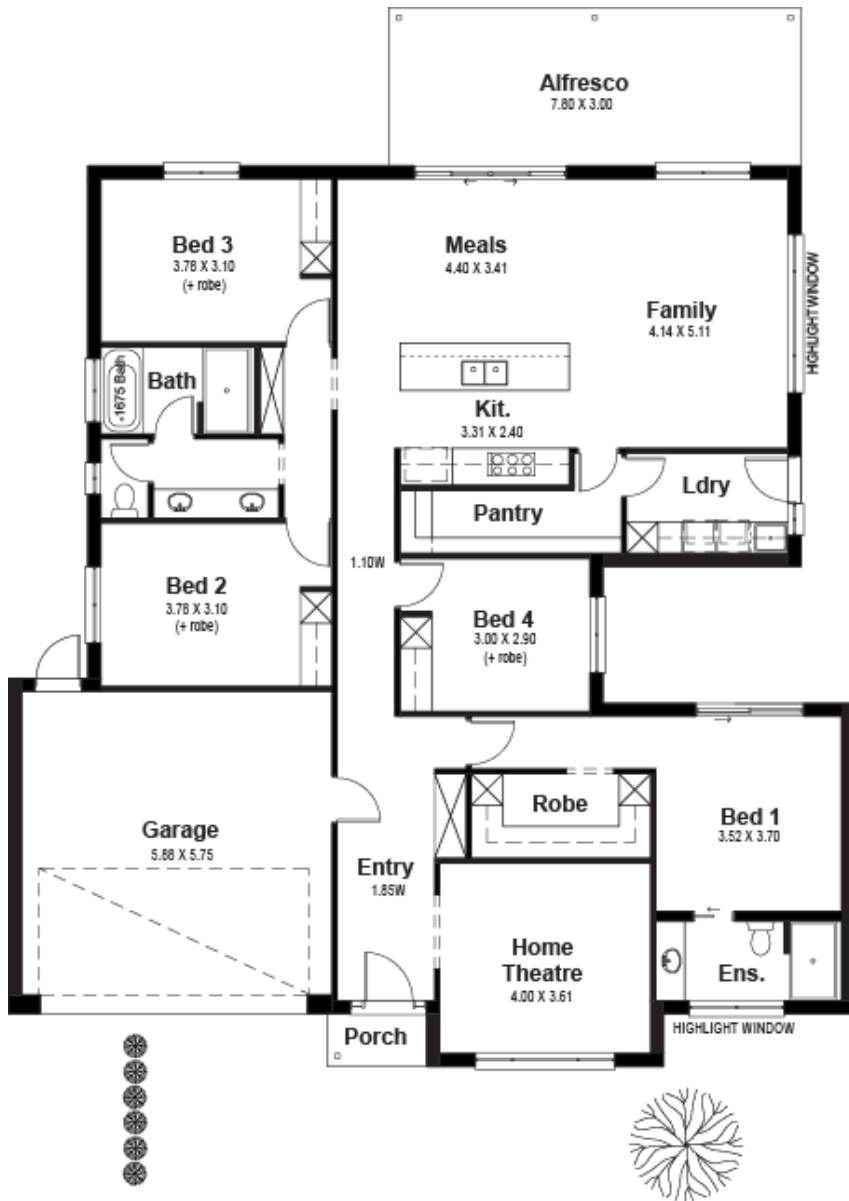 Alfresco
7.80 X 3.00
Bed 3
3.78 X 3.10
(+ robe)
Meals
4.40 X 3.41
Family
4.14 X 5.11
HIGHLIGHT WINDOW
1675 Bath
Bath
Kit.
3.31 X 2.40
Ldry
Pantry
1.10W
Bed 2
3.78 X 3.10
(+ robe)
Bed 4
3.00 X 2.90
(+ robe)
Robe
Bed 1
3.52 X 3.70
Garage
5.88 X 5.75
Entry
1.85W
Home
Theatre
4.00 X 3.61
Ens.
HIGHLIGHT WINDOW
Porch